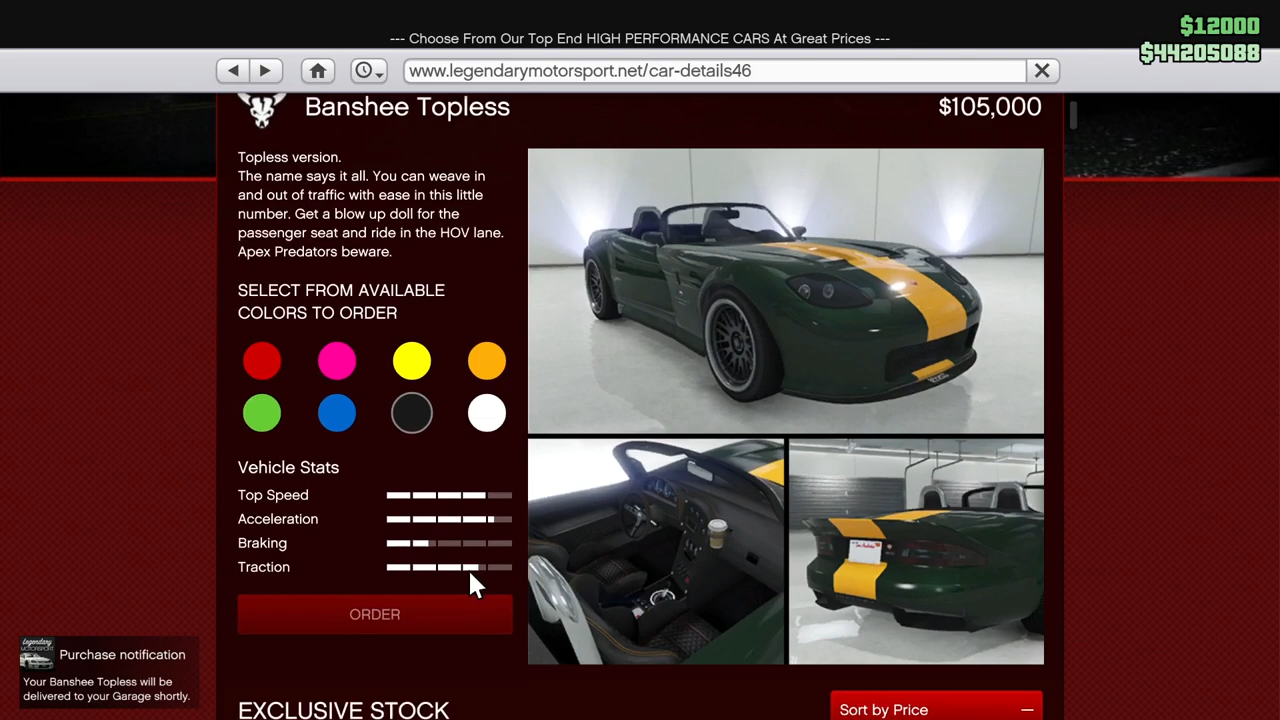 --- Choose From Our Top End HIGH PERFORMANCE CARS At Great Prices ---
$12000
$44205088
www.legendarymotorsport.net/car-details46
Banshee Topless
$105,000
Topless version.
The name says it all. You can weave in
and out of traffic with ease in this little
number. Get a blow up doll for the
passenger seat and ride in the HOV lane.
Apex Predators beware.
SELECT FROM AVAILABLE
COLORS TO ORDER
Vehicle Stats
Top Speed
Acceleration
Braking
Traction
ORDER
Legendary
MOTORSPORT
Purchase notification
Your Banshee Topless will be
delivered to your Garage shortly.
EXCLUSIVE STOCK
Sort by Price